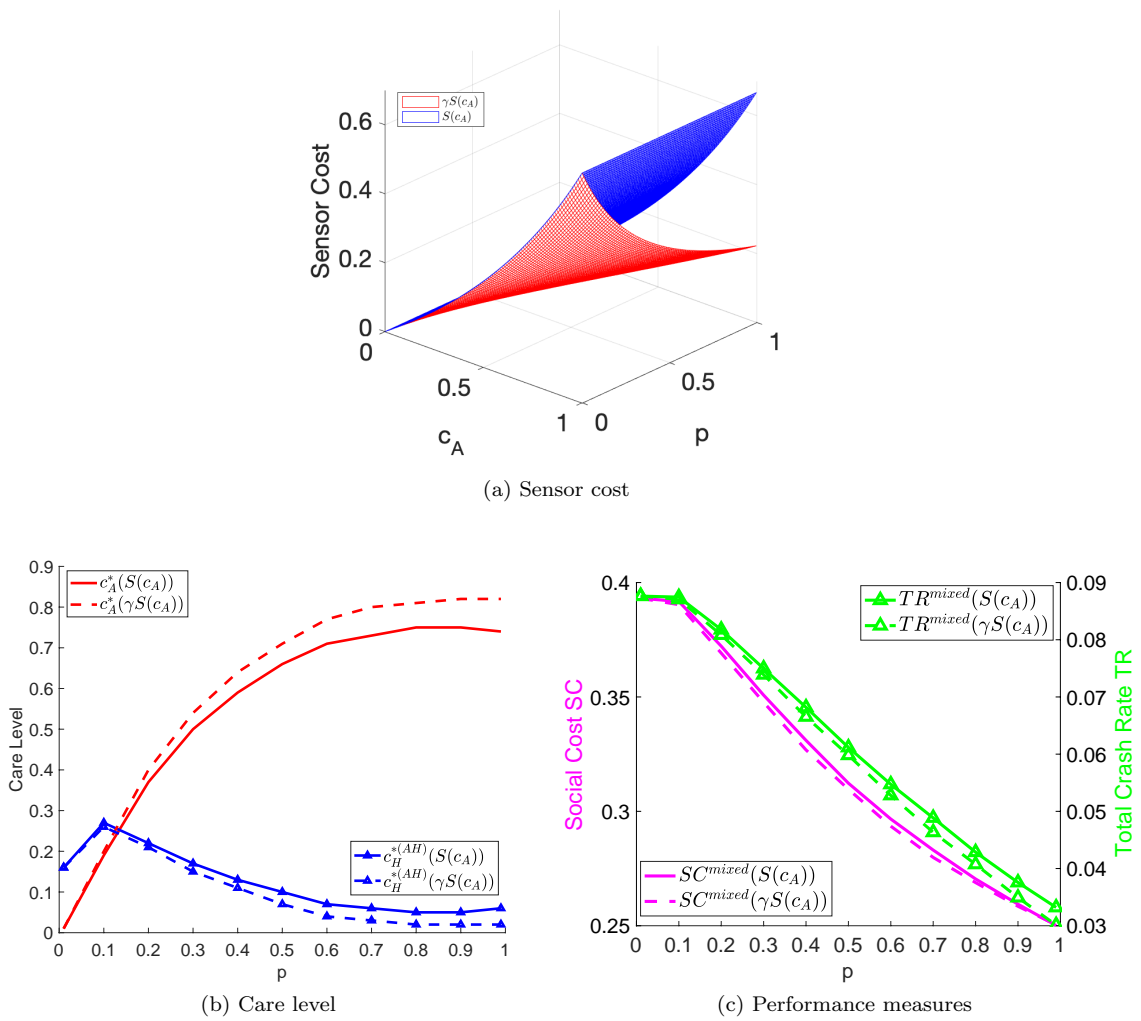 γS(c_A)
S(c_A)
Sensor Cost
0.6
0.4
0.2
0
0
0.5
1
c_A
0
0.5
1
p
(a) Sensor cost
Care Level
0.9
0.8
0.7
0.6
0.5
0.4
0.3
0.2
0.1
0
c_A^*(S(c_A))
c_A^*(γS(c_A))
c_H^{*(AH)}(S(c_A))
c_H^{*(AH)}(γS(c_A))
0 0.1 0.2 0.3 0.4 0.5 0.6 0.7 0.8 0.9 1
p
(b) Care level
Social Cost SC
0.4
0.35
0.3
0.25
TR^{mixed}(S(c_A))
TR^{mixed}(γS(c_A))
SC^{mixed}(S(c_A))
SC^{mixed}(γS(c_A))
0.09
0.08
0.07
0.06
0.05
0.04
0.03
Total Crash Rate TR
0 0.1 0.2 0.3 0.4 0.5 0.6 0.7 0.8 0.9 1
p
(c) Performance measures